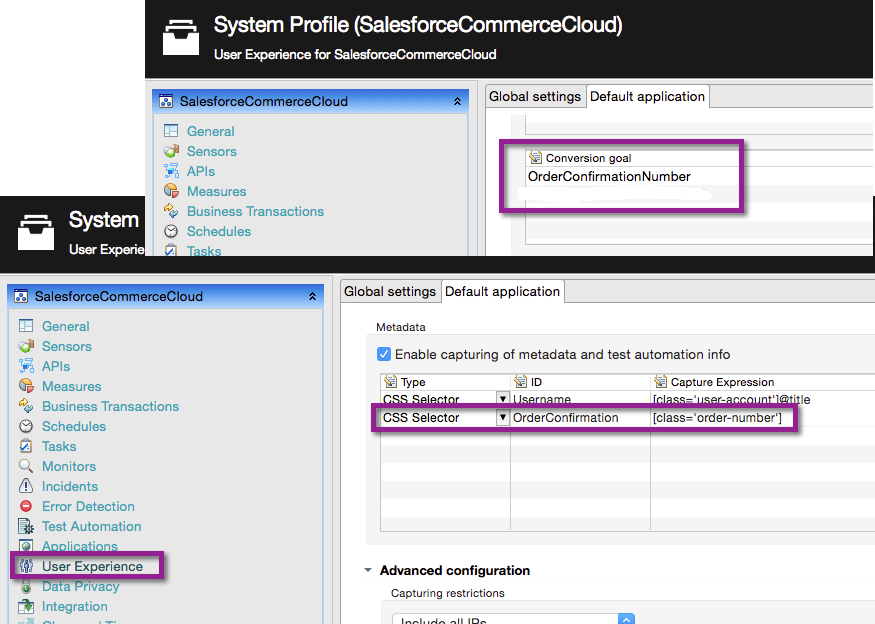 System Profile (SalesforceCommerceCloud)
User Experience for SalesforceCommerceCloud
SalesforceCommerceCloud
General
Sensors
APIs
Measures
Business Transactions
Schedules
Tasks
Global settings
Default application
Conversion goal
OrderConfirmationNumber
System
User Experie
SalesforceCommerceCloud
General
Sensors
APIs
Measures
Business Transactions
Schedules
Tasks
Monitors
Incidents
Error Detection
Test Automation
Applications
User Experience
Data Privacy
Integration
Global settings
Default application
Metadata
Enable capturing of metadata and test automation info
Type ID Capture Expression
CSS Selector Username [class='user-account']@title
CSS Selector OrderConfirmation [class='order-number']
Advanced configuration
Capturing restrictions
Include all IPs